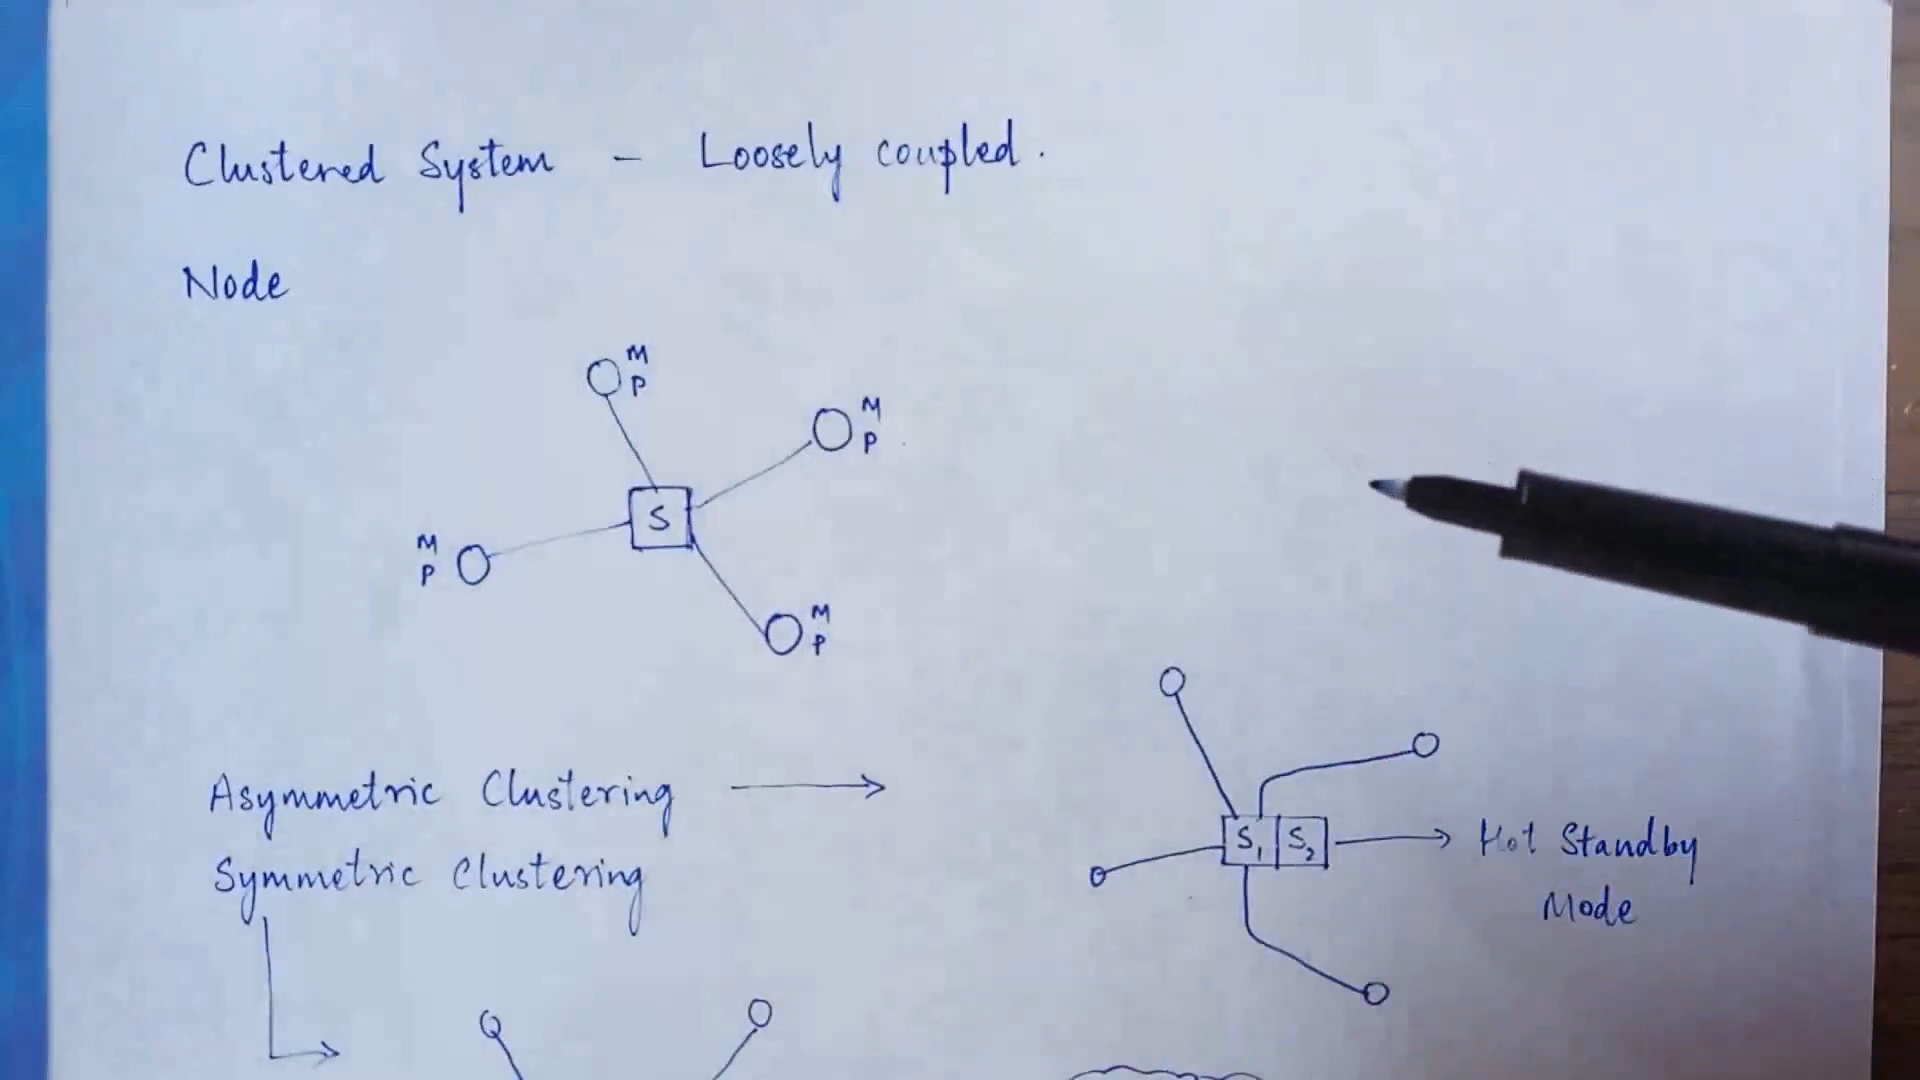 Clustered System - Loosely coupled.
Node
M
P
M
P
S
M
P
M
P
Asymmetric Clustering
Symmetric Clustering
S1 S2
Hot Standby
Mode